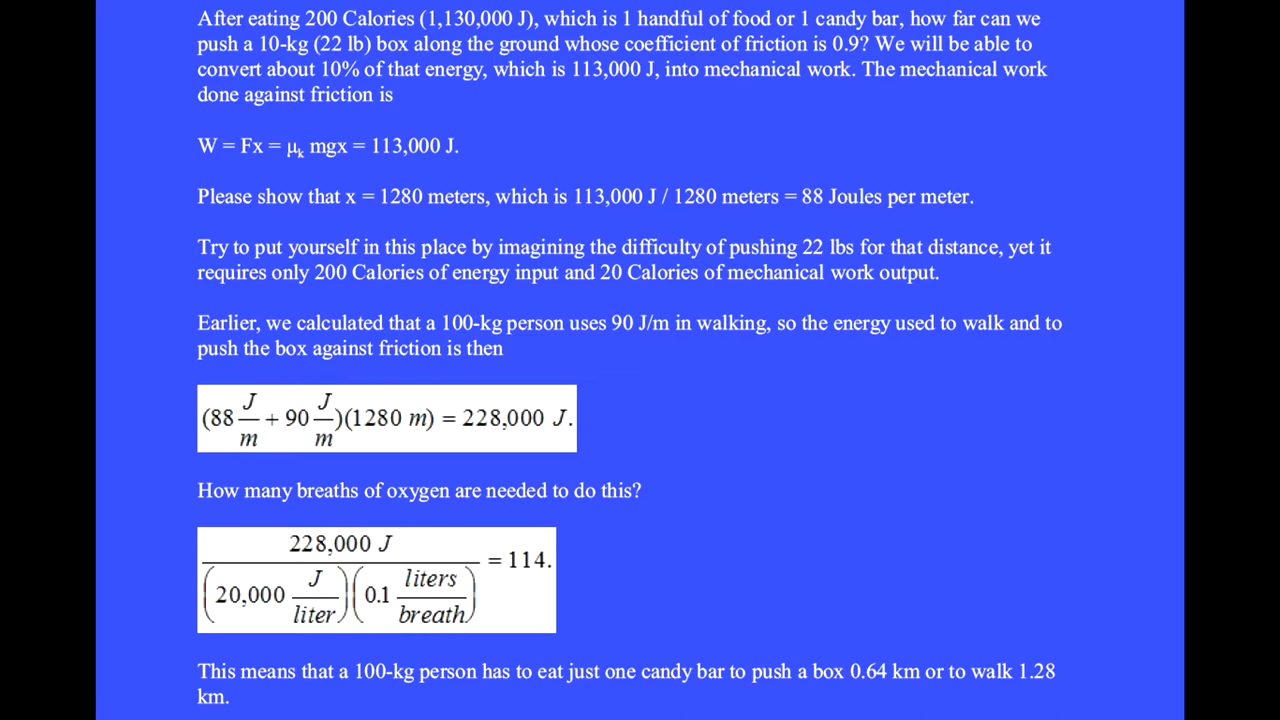 After eating 200 Calories (1,130,000 J), which is 1 handful of food or 1 candy bar, how far can we
push a 10-kg (22 lb) box along the ground whose coefficient of friction is 0.9? We will be able to
convert about 10% of that energy, which is 113,000 J, into mechanical work. The mechanical work
done against friction is
W = Fx = μk mgx = 113,000 J.
Please show that x = 1280 meters, which is 113,000 J / 1280 meters = 88 Joules per meter.
Try to put yourself in this place by imagining the difficulty of pushing 22 lbs for that distance, yet it
requires only 200 Calories of energy input and 20 Calories of mechanical work output.
Earlier, we calculated that a 100-kg person uses 90 J/m in walking, so the energy used to walk and to
push the box against friction is then
(88 J/m + 90 J/m)(1280 m) = 228,000 J.
How many breaths of oxygen are needed to do this?
228,000 J
(20,000 J/liter)(0.1 liters/breath) = 114.
This means that a 100-kg person has to eat just one candy bar to push a box 0.64 km or to walk 1.28
km.